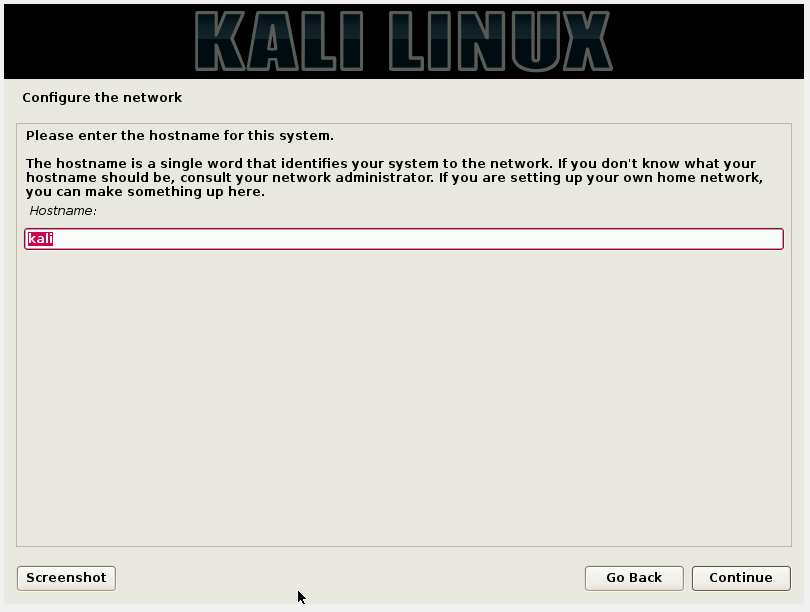 KALI LINUX
Configure the network
Please enter the hostname for this system.
The hostname is a single word that identifies your system to the network. If you don't know what your
hostname should be, consult your network administrator. If you are setting up your own home network,
you can make something up here.
Hostname:
kali
Screenshot
Go Back
Continue